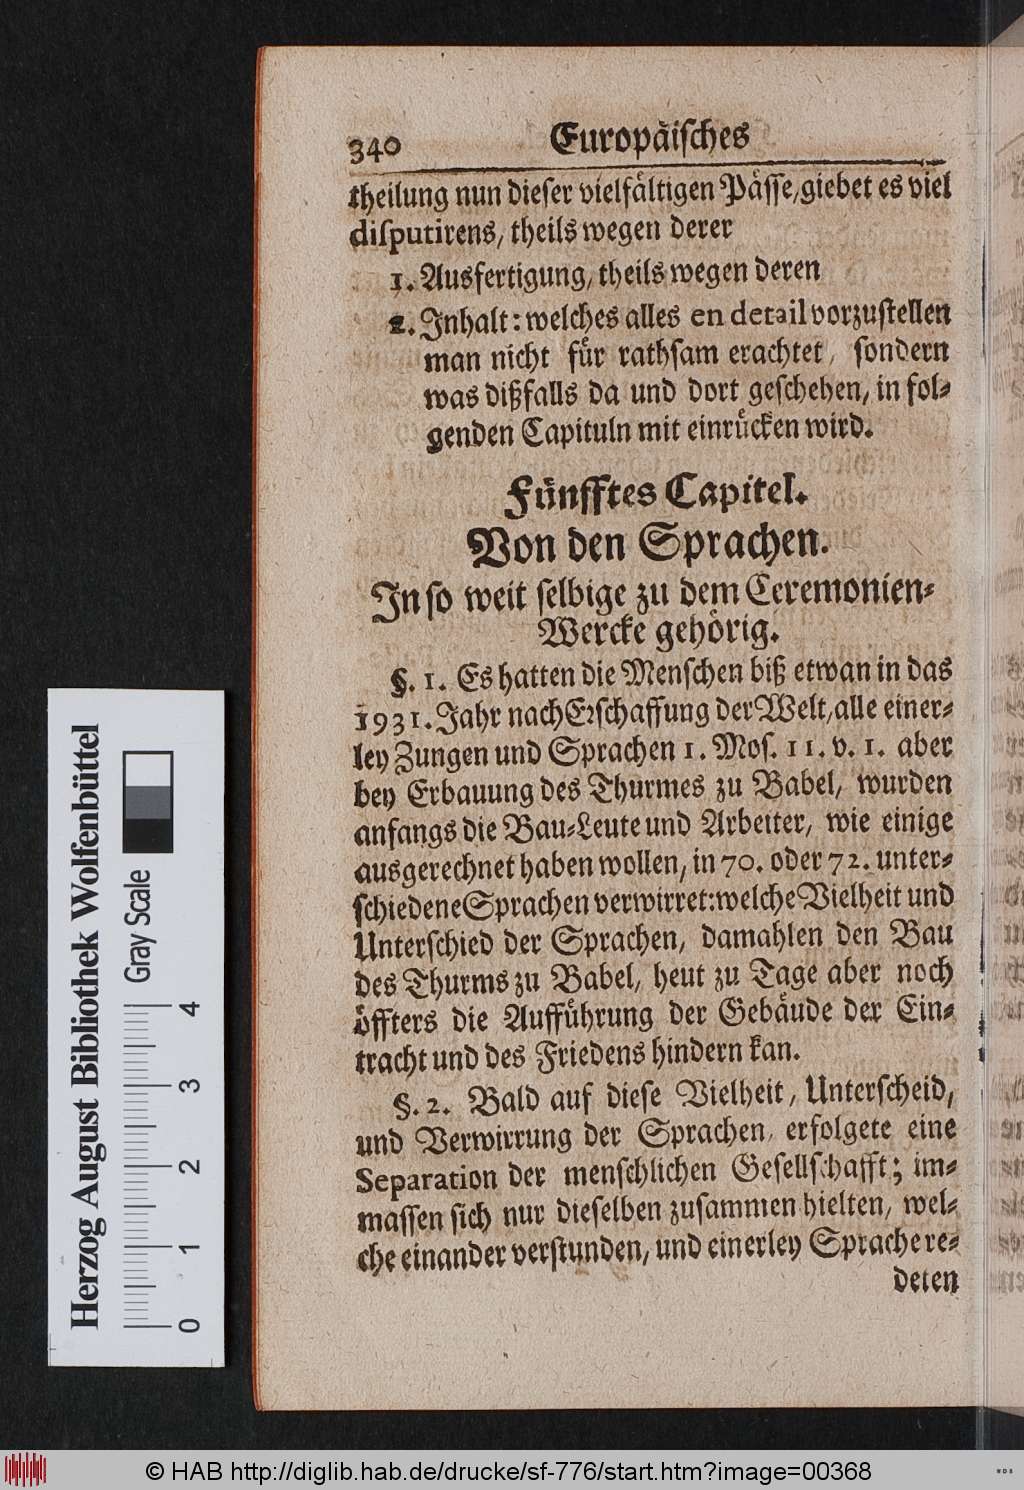 340 Europäisches
theilung nun dieser vielfältigen Pässe, giebet es viel
disputirens, theils wegen derer
1. Ausfertigung, theils wegen deren
2. Inhalt: welches alles en detail vorzustellen
man nicht für rathsam erachtet, sondern
was dißfalls da und dort geschehen, in fol-
genden Capituln mit einrücken wird.
Fünfftes Capitel.
Von den Sprachen.
In so weit selbige zu dem Ceremonien-
Wercke gehörig.
§. 1. Es hatten die Menschen biß etwan in das
1931. Jahr nach Erschaffung der Welt, alle einer-
ley Zungen und Sprachen 1. Mos. 11. v. 1. aber
bey Erbauung des Thurmes zu Babel, wurden
anfangs die Bau-Leute und Arbeiter, wie einige
ausgerechnet haben wollen, in 70. oder 72. unter-
schiedene Sprachen verwirret: welche Vielheit und
Unterschied der Sprachen, damahlen den Bau
des Thurms zu Babel, heut zu Tage aber noch
öffters die Aufführung der Gebäude der Ein-
tracht und des Friedens hindern kan.
§. 2. Bald auf diese Vielheit, Unterscheid,
und Verwirrung der Sprachen, erfolgete eine
Separation der menschlichen Gesellschafft; im-
massen sich nur dieselben zusammen hielten, wel-
che einander verstunden, und einerley Sprache re-
deten
Herzog August Bibliothek Wolfenbüttel
Gray Scale
0 1 2 3 4
© HAB http://diglib.hab.de/drucke/sf-776/start.htm?image=00368